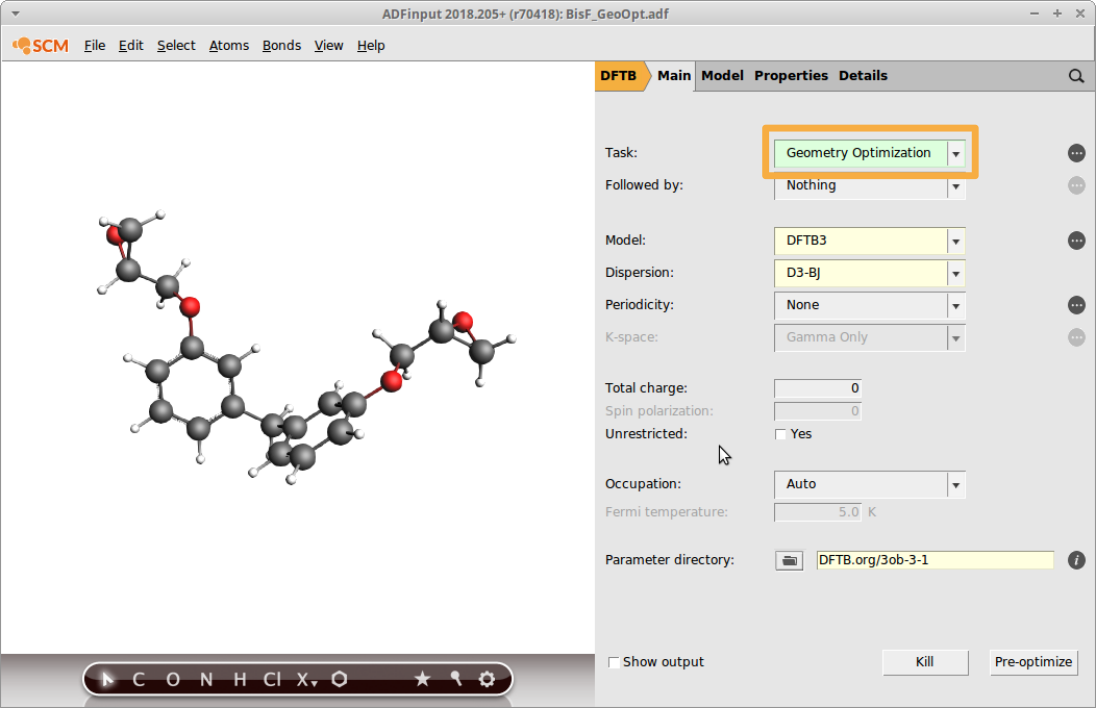 ADFinput 2018.205+ (r70418): BisF_GeoOpt.adf
SCM File Edit Select Atoms Bonds View Help
DFTB Main Model Properties Details
Task: Geometry Optimization
Followed by: Nothing
Model: DFTB3
Dispersion: D3-BJ
Periodicity: None
K-space: Gamma Only
Total charge: 0
Spin polarization: 0
Unrestricted: Yes
Occupation: Auto
Fermi temperature: 5.0 K
Parameter directory: DFTB.org/3ob-3-1
Show output Kill Pre-optimize
C O N H Cl X